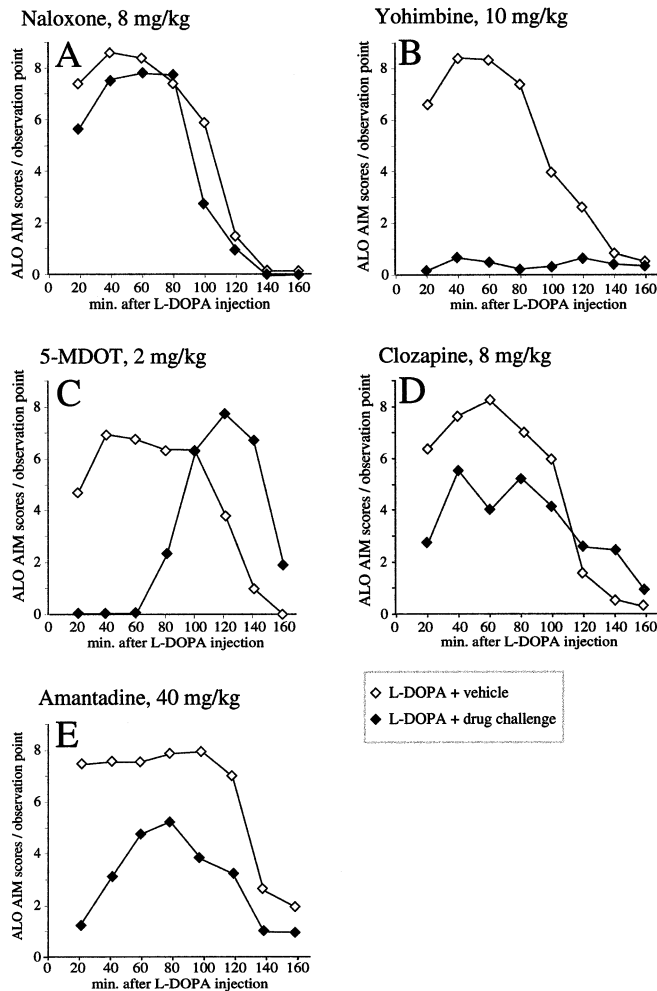 Naloxone, 8 mg/kg
A
ALO AIM scores / observation point
8
6
4
2
0
0 20 40 60 80 100 120 140 160
min. after L-DOPA injection
Yohimbine, 10 mg/kg
B
ALO AIM scores / observation point
8
6
4
2
0
0 20 40 60 80 100 120 140 160
min. after L-DOPA injection
5-MDOT, 2 mg/kg
C
ALO AIM scores / observation point
8
6
4
2
0
0 20 40 60 80 100 120 140 160
min. after L-DOPA injection
Clozapine, 8 mg/kg
D
ALO AIM scores / observation point
8
6
4
2
0
0 20 40 60 80 100 120 140 160
min. after L-DOPA injection
L-DOPA + vehicle
L-DOPA + drug challenge
Amantadine, 40 mg/kg
E
ALO AIM scores / observation point
8
6
4
2
0
0 20 40 60 80 100 120 140 160
min. after L-DOPA injection